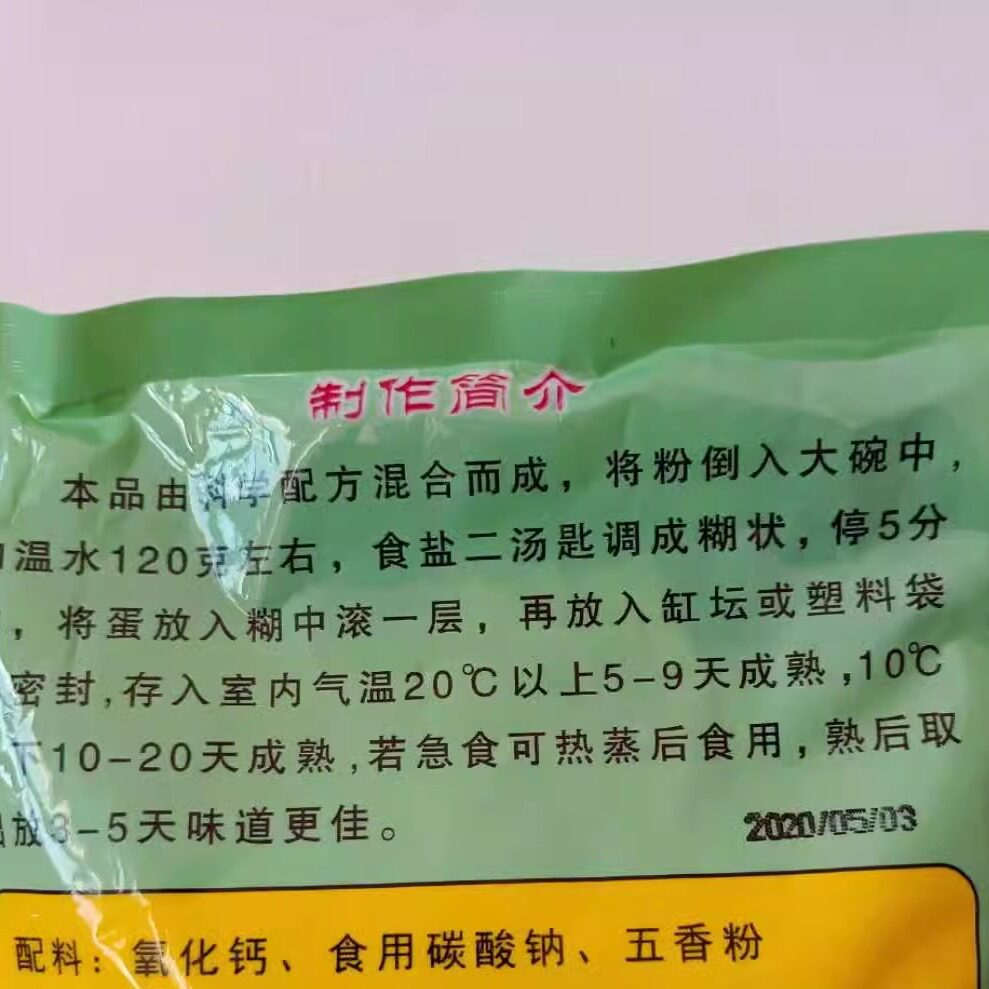 制作简介
本品由科学配方混合而成，将粉倒入大碗中，
温水120克左右，食盐二汤匙调成糊状，停5分
，将蛋放入糊中滚一层，再放入缸坛或塑料袋
密封，存入室内气温20℃以上5-9天成熟，10℃
下10-20天成熟，若急食可热蒸后食用，熟后取
放3-5天味道更佳。
2020/05/03
配料：氧化钙、食用碳酸钠、五香粉